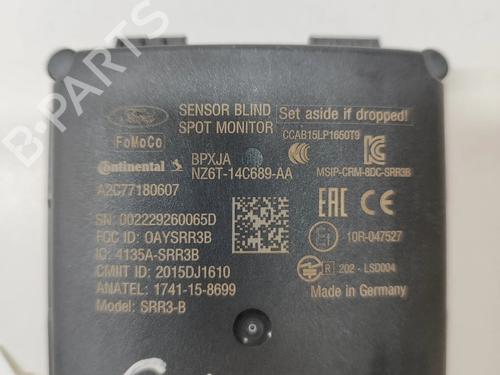 Ford
FoMoCo
SENSOR BLIND
SPOT MONITOR
Set aside if dropped!
CCAB15LP1650T9
Continental
BPXJA
NZ6T-14C689-AA
MSIP-CRM-8DC-SRR3B
A2C77180607
SN: 002229260065D
FCC ID: OAYSRR3B
IC: 4135A-SRR3B
CMIIT ID: 2015DJ1610
ANATEL: 1741-15-8699
Model: SRR3-B
EAC
CE
10R-047527
R 202 - LSD004
Made in Germany
B-PARTS